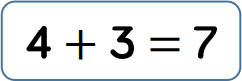 4 + 3 = 7